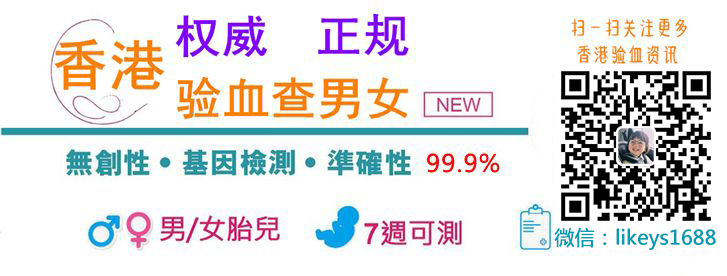 香港
权威 正规
验血查男女 NEW
無創性 • 基因檢測 • 準確性 99.9%
男/女胎兒 7週可測
扫一扫关注更多
香港验血资讯
微信：likeys1688